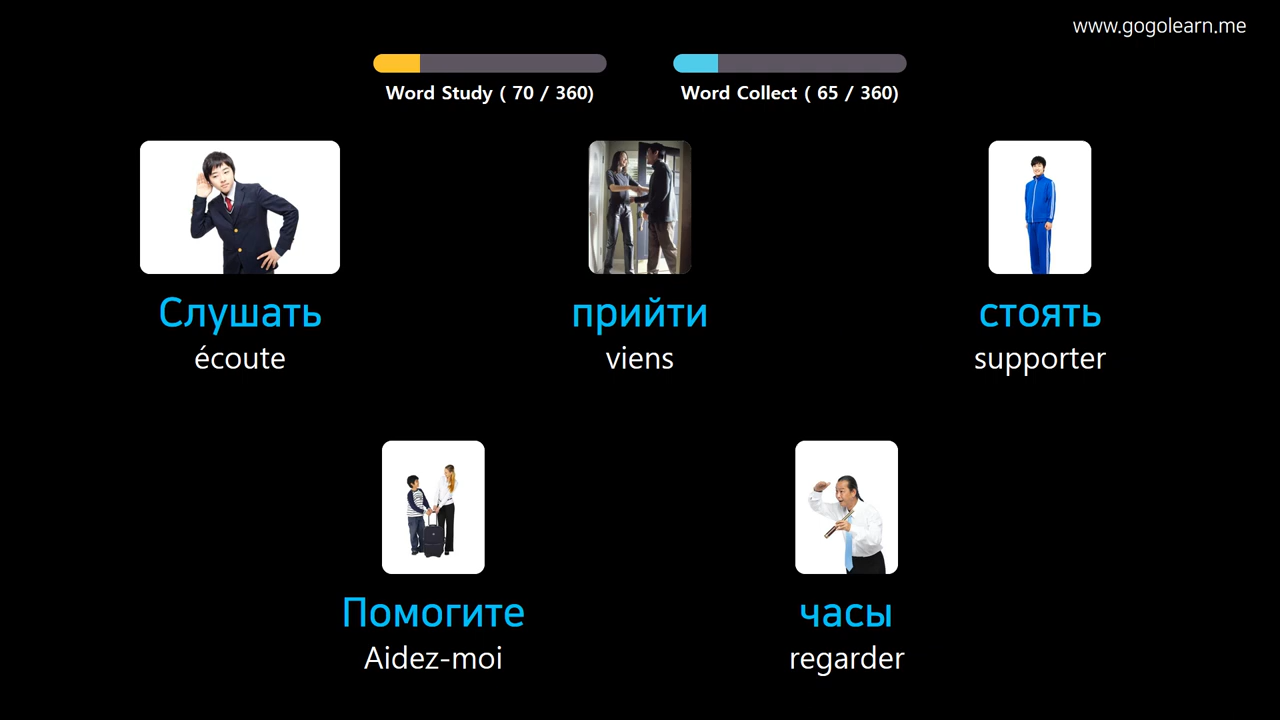 www.gogolearn.me
Word Study ( 70 / 360)
Word Collect ( 65 / 360)
Слушать
écoute
прийти
viens
стоять
supporter
Помогите
Aidez-moi
часы
regarder